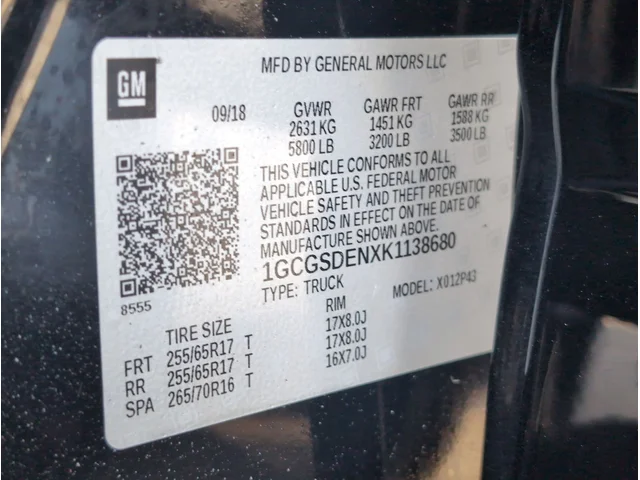 GM
MFD BY GENERAL MOTORS LLC
09/18 GVWR GAWR FRT GAWR RR
2631 KG 1451 KG 1588 KG
5800 LB 3200 LB 3500 LB
THIS VEHICLE CONFORMS TO ALL
APPLICABLE U.S. FEDERAL MOTOR
VEHICLE SAFETY AND THEFT PREVENTION
STANDARDS IN EFFECT ON THE DATE OF
MANUFACTURE SHOWN ABOVE.
1GCGSDENXK1138680
8555 TYPE: TRUCK MODEL: X012P43
TIRE SIZE RIM
FRT 255/65R17 T 17X8.0J
RR 255/65R17 T 17X8.0J
SPA 265/70R16 T 16X7.0J